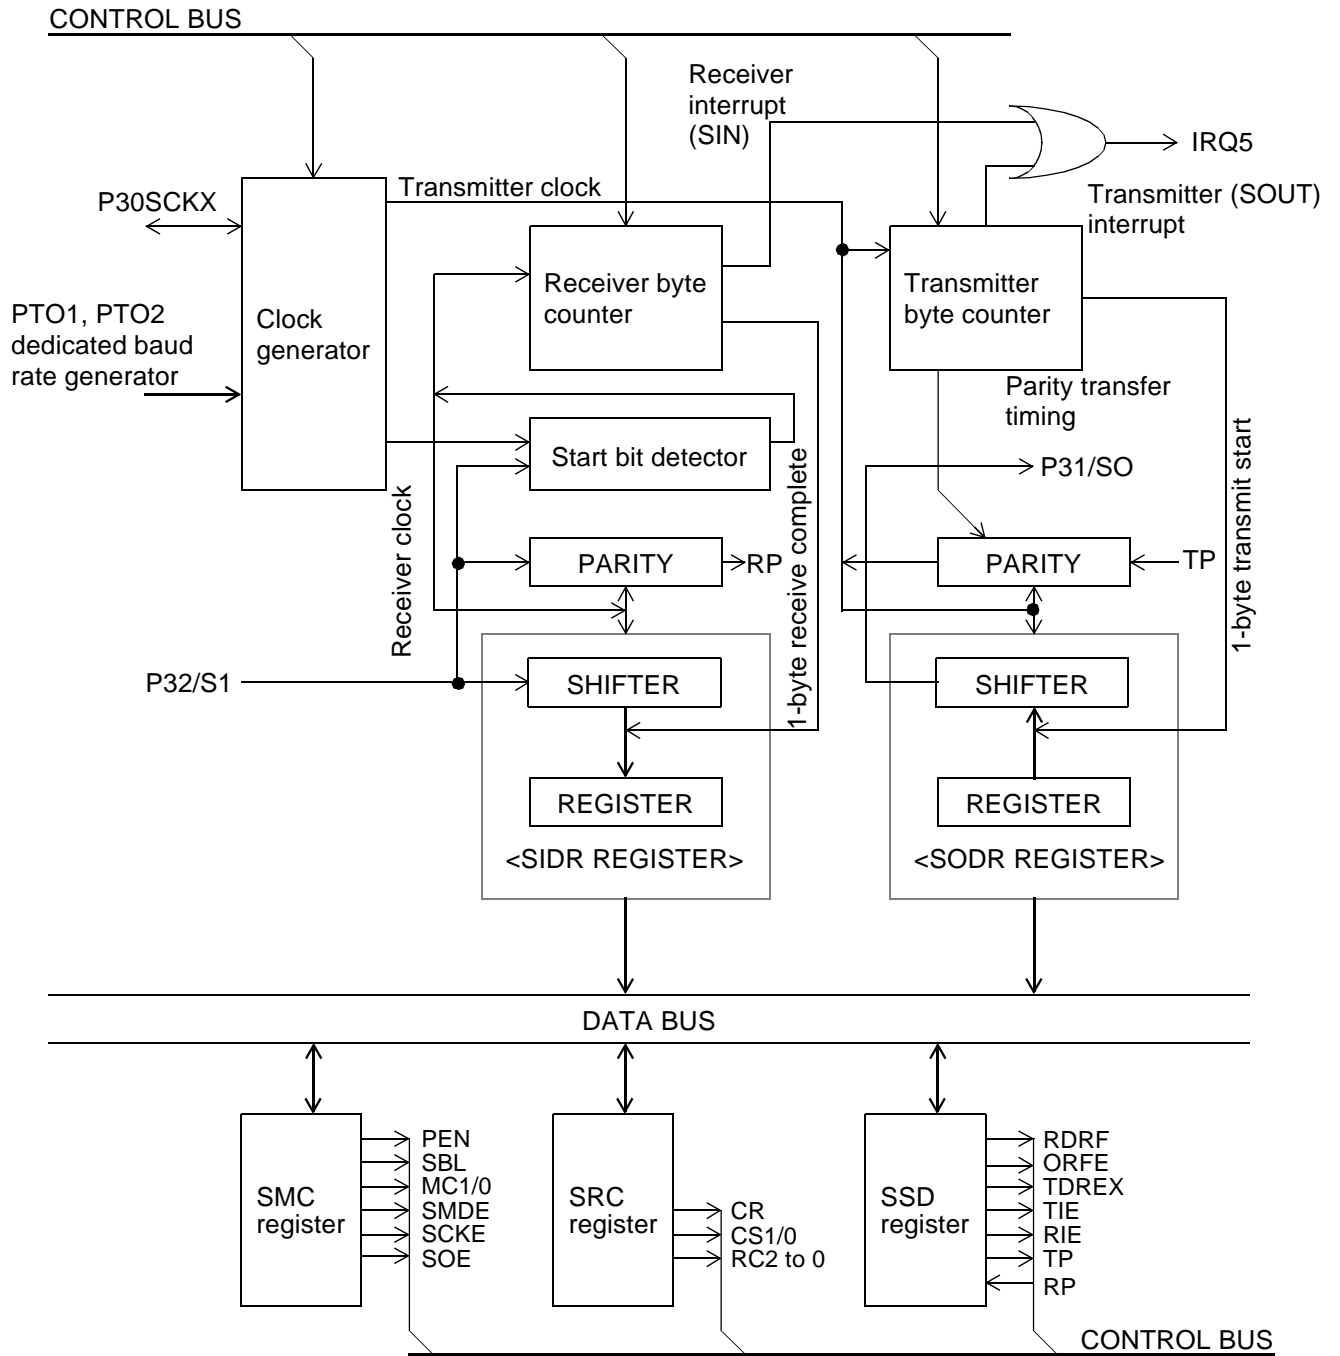 CONTROL BUS
Receiver
interrupt
(SIN)
IRQ5
Transmitter (SOUT)
interrupt
Transmitter clock
P30SCKX
PTO1, PTO2
dedicated baud
rate generator
Clock
generator
Receiver byte
counter
Transmitter
byte counter
Parity transfer
timing
Start bit detector
P31/SO
Receiver clock
1-byte receive complete
1-byte transmit start
PARITY
RP
PARITY
TP
P32/S1
SHIFTER
SHIFTER
REGISTER
REGISTER
<SIDR REGISTER>
<SODR REGISTER>
DATA BUS
SMC
register
PEN
SBL
MC1/0
SMDE
SCKE
SOE
SRC
register
CR
CS1/0
RC2 to 0
SSD
register
RDRF
ORFE
TDREX
TIE
RIE
TP
RP
CONTROL BUS